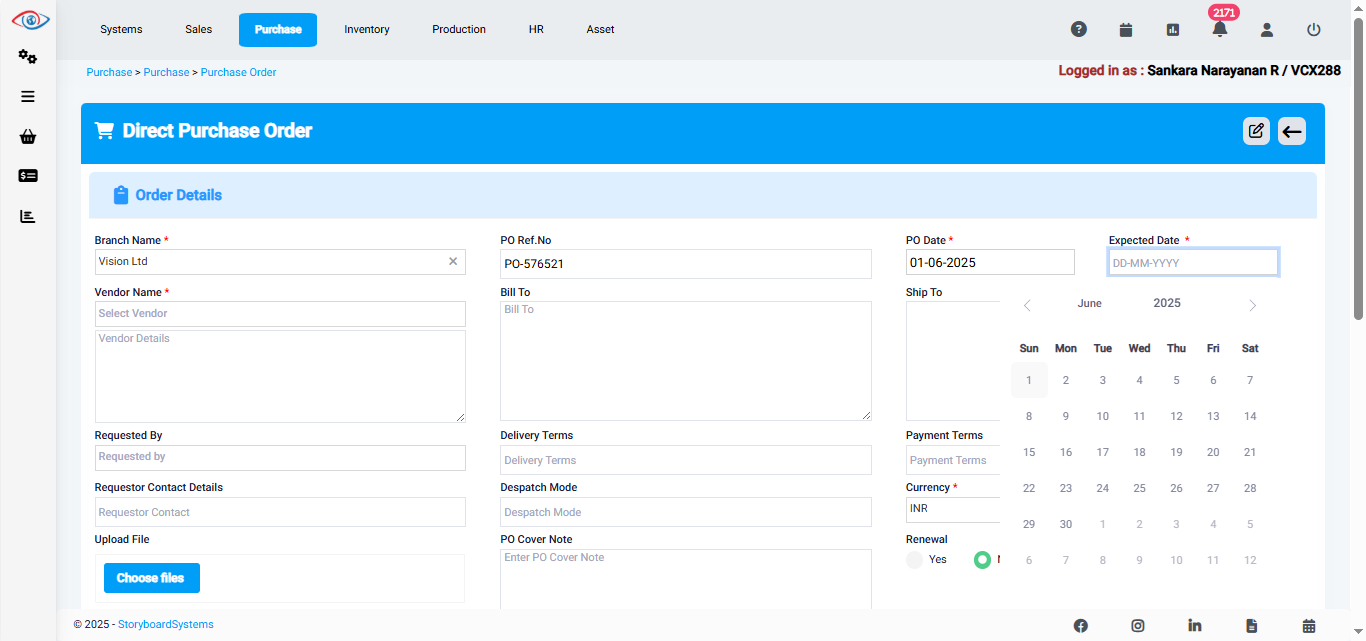 Systems Sales Purchase Inventory Production HR Asset 2171
Purchase > Purchase > Purchase Order
Logged in as : Sankara Narayanan R / VCX288
Direct Purchase Order
Order Details
Branch Name *
Vision Ltd
PO Ref.No
PO-576521
PO Date *
01-06-2025
Expected Date *
DD-MM-YYYY
Vendor Name *
Select Vendor
Vendor Details
Bill To
Bill To
Ship To
June 2025
Sun Mon Tue Wed Thu Fri Sat
1 2 3 4 5 6 7
8 9 10 11 12 13 14
15 16 17 18 19 20 21
22 23 24 25 26 27 28
29 30 1 2 3 4 5
6 7 8 9 10 11 12
Requested By
Requested by
Delivery Terms
Delivery Terms
Payment Terms
Payment Terms
Requestor Contact Details
Requestor Contact
Despatch Mode
Despatch Mode
Currency *
INR
Upload File
Choose files
PO Cover Note
Enter PO Cover Note
Renewal
Yes
© 2025 - StoryboardSystems